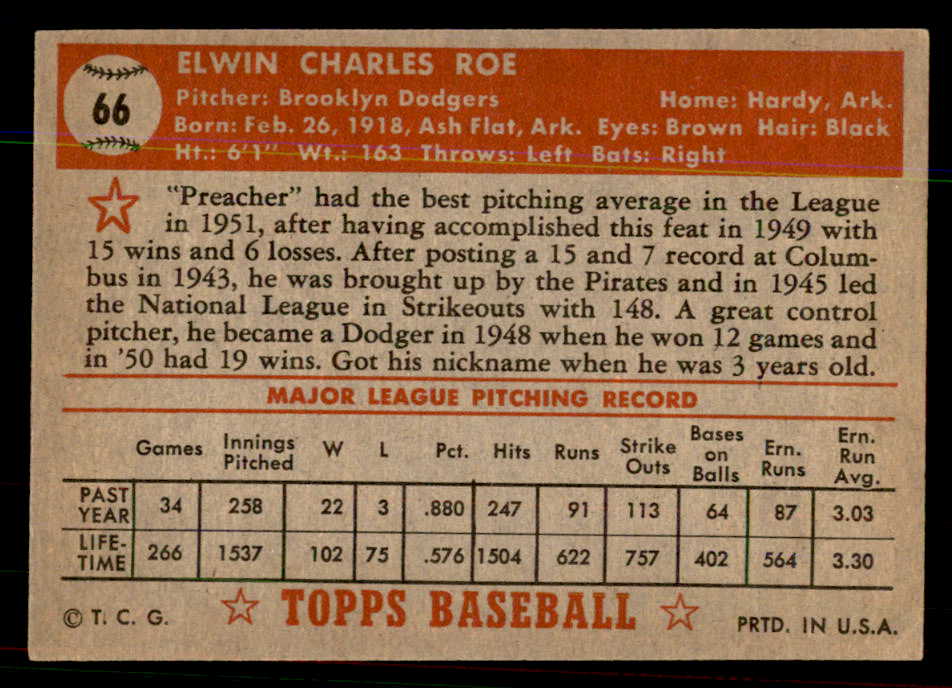 66
ELWIN CHARLES ROE
Pitcher: Brooklyn Dodgers Home: Hardy, Ark.
Born: Feb. 26, 1918, Ash Flat, Ark. Eyes: Brown Hair: Black
Ht.: 6'1" Wt.: 163 Throws: Left Bats: Right
"Preacher" had the best pitching average in the League
in 1951, after having accomplished this feat in 1949 with
15 wins and 6 losses. After posting a 15 and 7 record at Colum-
bus in 1943, he was brought up by the Pirates and in 1945 led
the National League in Strikeouts with 148. A great control
pitcher, he became a Dodger in 1948 when he won 12 games and
in '50 had 19 wins. Got his nickname when he was 3 years old.
MAJOR LEAGUE PITCHING RECORD
Games Innings Pitched W L Pct. Hits Runs Strike Outs Bases on Balls Ern. Runs Ern. Run Avg.
PAST YEAR 34 258 22 3 .880 247 91 113 64 87 3.03
LIFE-TIME 266 1537 102 75 .576 1504 622 757 402 564 3.30
© T. C. G. TOPPS BASEBALL PRTD. IN U.S.A.